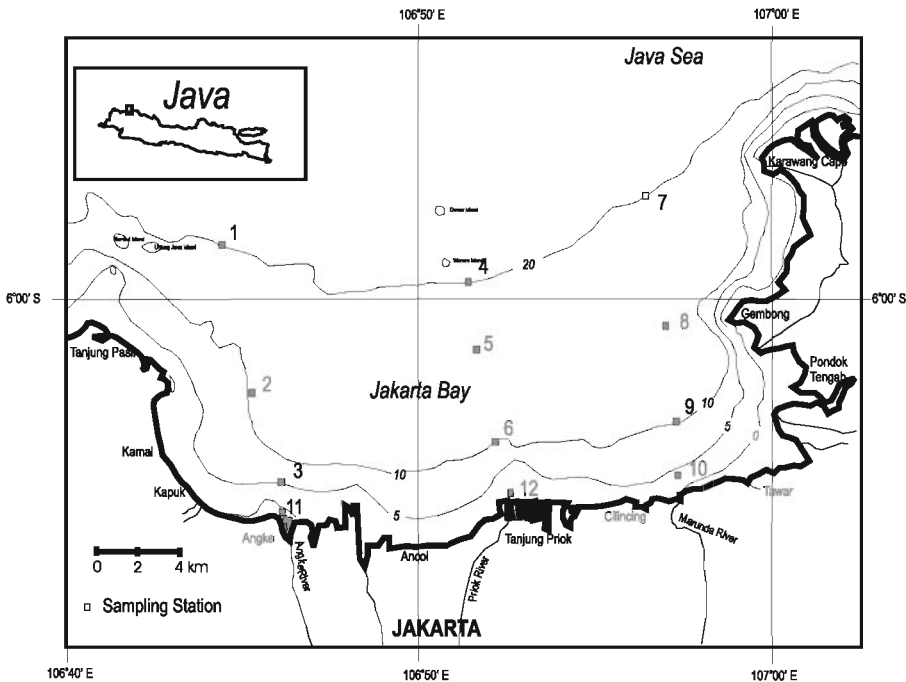 106°50' E
107°00' E
Java Sea
Java
Karawang Cape
7
1
Untung Java Island
4
20
6°00' S
6°00' S
Gembong
8
5
Tanjung Pasir
Pondok
Tengah
2
Jakarta Bay
9
10
6
5
0
Kamal
10
3
10
Kapuk
12
Tawar
11
5
Cilincing
Angke
Marunda River
Tanjung Priok
Ancol
Angke River
Priok River
0 2 4 km
Sampling Station
JAKARTA
106°40' E
106°50' E
107°00' E